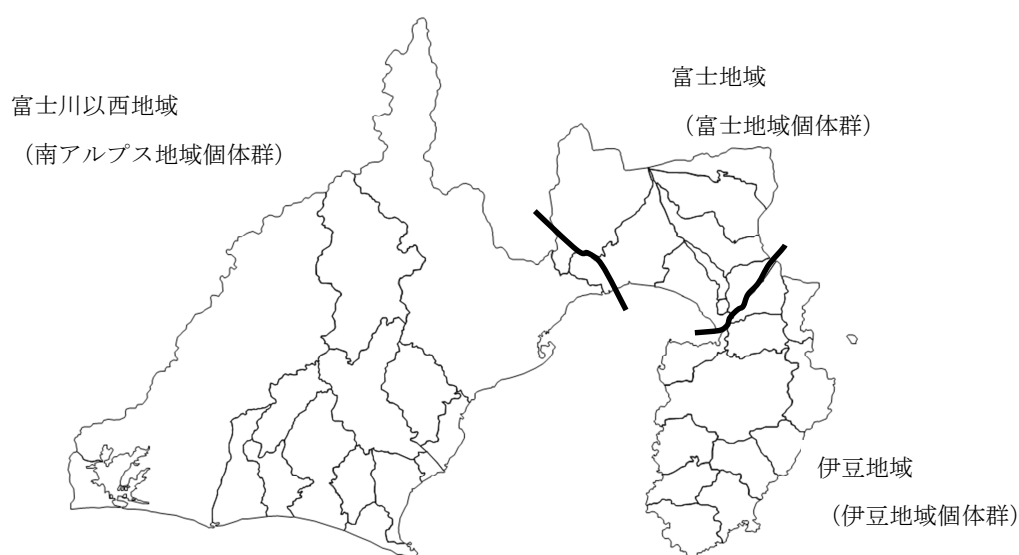 富士川以西地域
（南アルプス地域個体群）
富士地域
（富士地域個体群）
伊豆地域
（伊豆地域個体群）